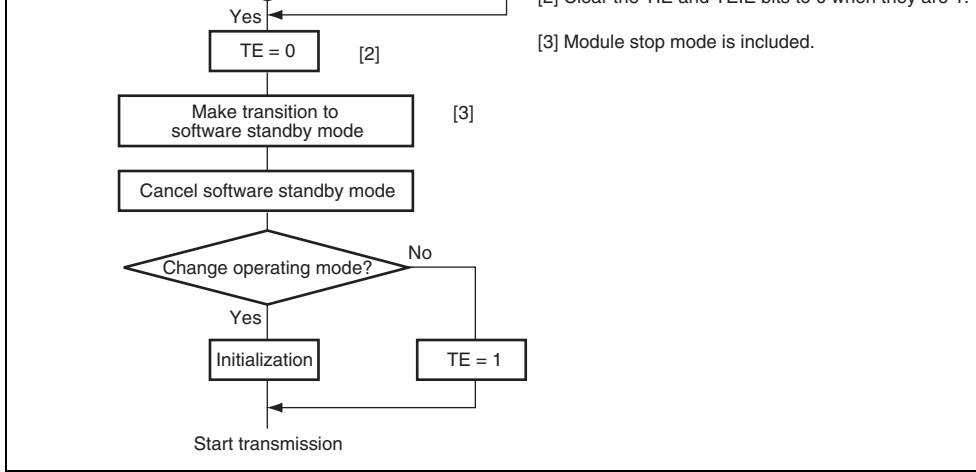 [2] Clear the TIE and TEIE bits to 0 when they are 1.
Yes
TE = 0
[2]
[3] Module stop mode is included.
Make transition to
software standby mode
[3]
Cancel software standby mode
Change operating mode?
No
Yes
Initialization
TE = 1
Start transmission